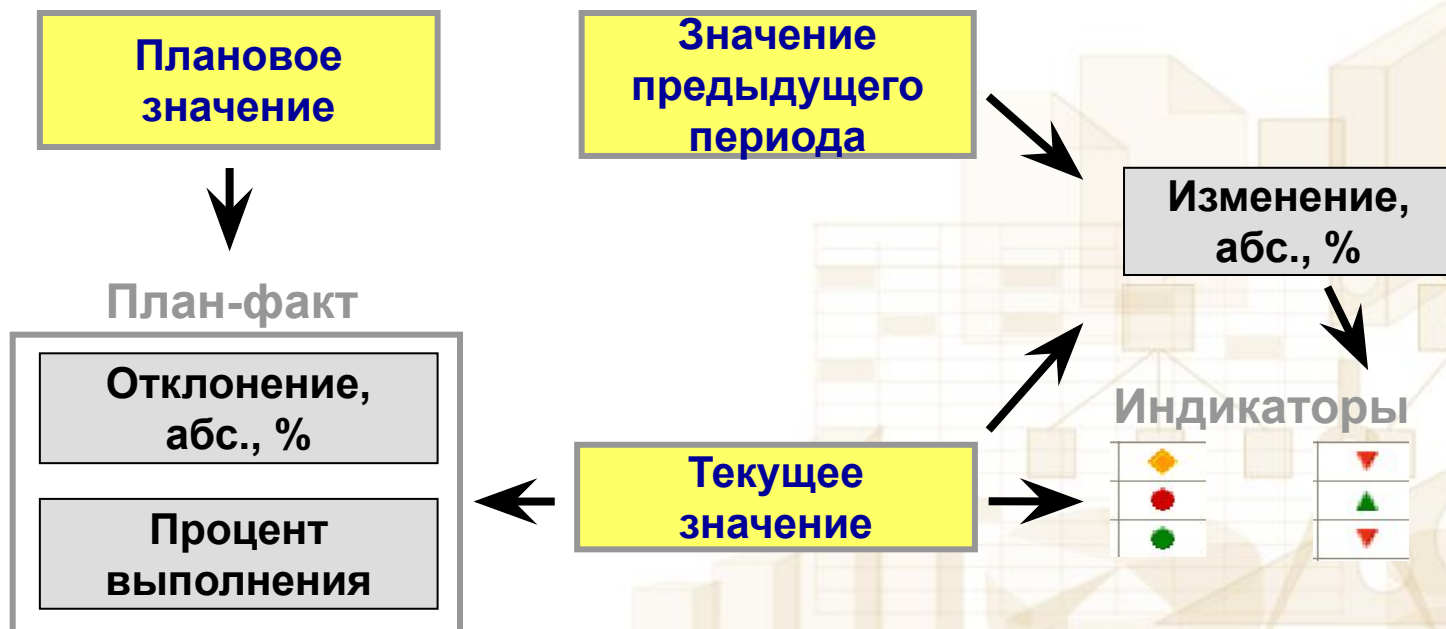 Плановое
значение
Значение
предыдущего
периода
Изменение,
абс., %
План-факт
Отклонение,
абс., %
Процент
выполнения
Текущее
значение
Индикаторы